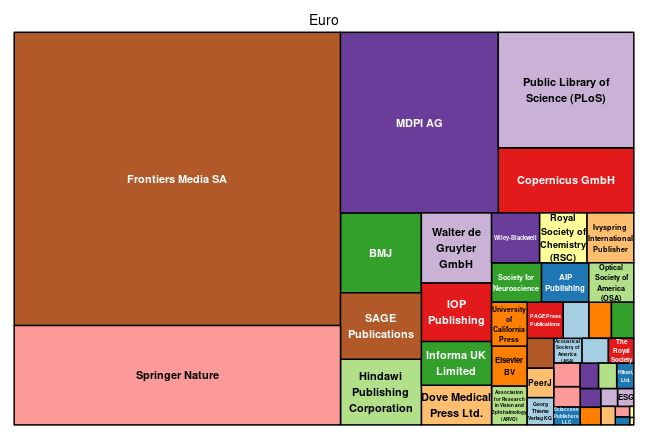 Euro
Frontiers Media SA
Springer Nature
MDPI AG
Public Library of
Science (PLoS)
Copernicus GmbH
BMJ
SAGE
Publications
Hindawi
Publishing
Corporation
Walter de
Gruyter
GmbH
IOP
Publishing
Informa UK
Limited
Dove Medical
Press Ltd.
Wiley-Blackwell
Royal
Society of
Chemistry
(RSC)
Ivyspring
International
Publisher
Society for
Neuroscience
AIP
Publishing
Optical
Society of
America
(OSA)
University
of
California
Press
Elsevier
BV
Association
for Research
in Vision and
Ophthalmology
(ARVO)
PAGEPress
Publications
PeerJ
Georg
Thieme
Verlag KG
Acoustical
Society of
America
(ASA)
The
Royal
Society
Hikari,
Ltd.
ESG
Sciaccess
Publishers
LLC